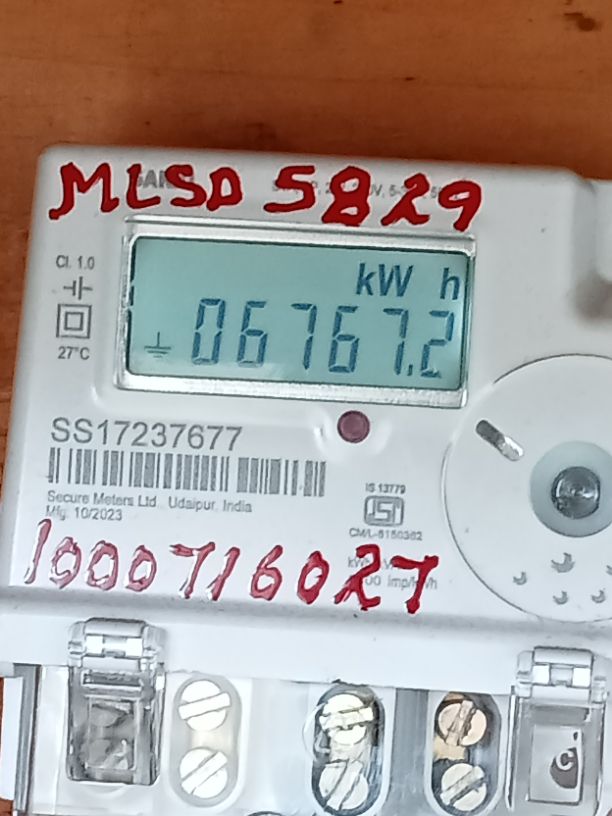 MLSD 5829
Cl. 1.0
27°C
kW h
06767.2
SS17237677
Secure Meters Ltd. Udaipur, India
Mfg. 10/2023
IS 13779
CM/L-8150362
1000716027